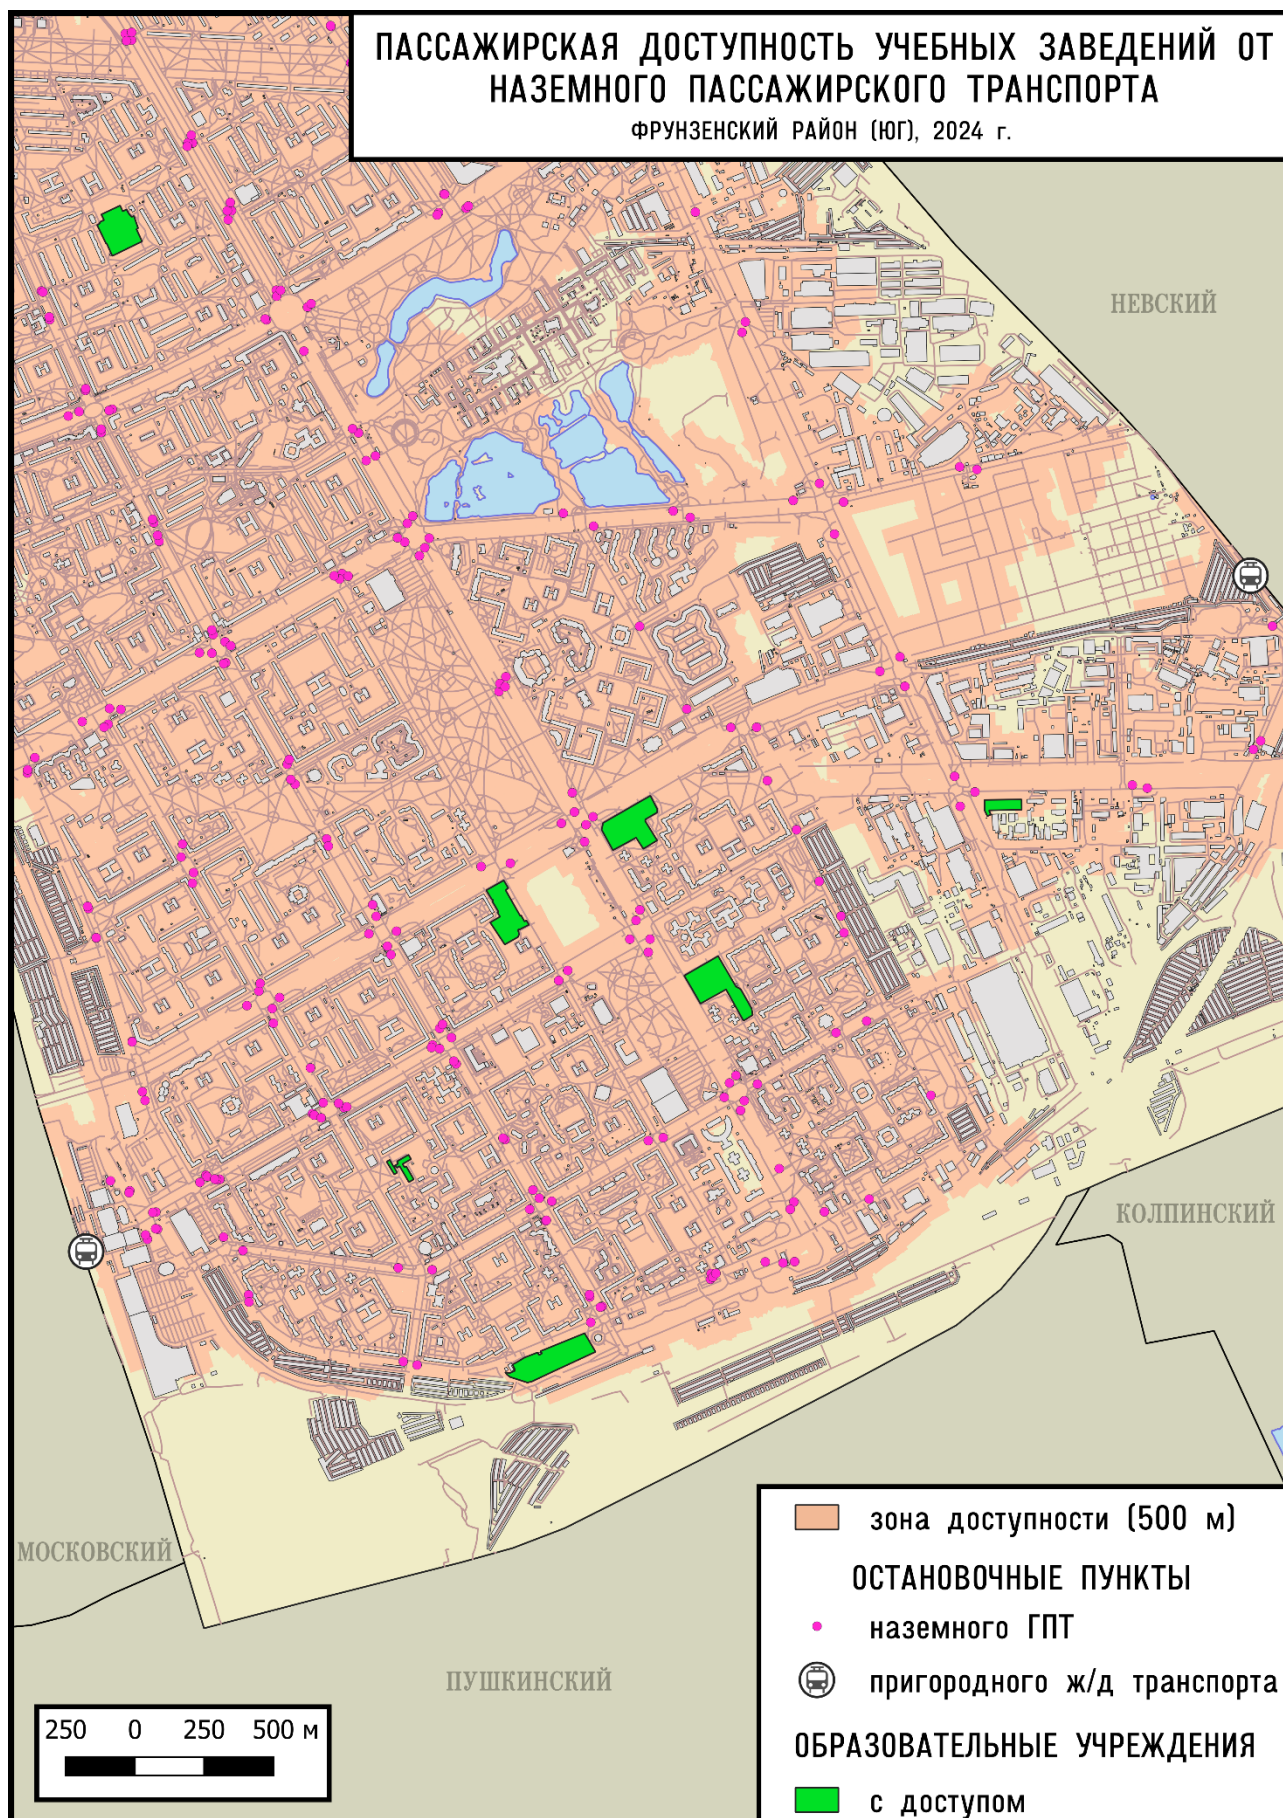 ПАССАЖИРСКАЯ ДОСТУПНОСТЬ УЧЕБНЫХ ЗАВЕДЕНИЙ ОТ
НАЗЕМНОГО ПАССАЖИРСКОГО ТРАНСПОРТА
ФРУНЗЕНСКИЙ РАЙОН (ЮГ), 2024 г.
НЕВСКИЙ
КОЛПИНСКИЙ
МОСКОВСКИЙ
ПУШКИНСКИЙ
250 0 250 500 м
зона доступности (500 м)
ОСТАНОВОЧНЫЕ ПУНКТЫ
наземного ГПТ
пригородного ж/д транспорта
ОБРАЗОВАТЕЛЬНЫЕ УЧРЕЖДЕНИЯ
с доступом